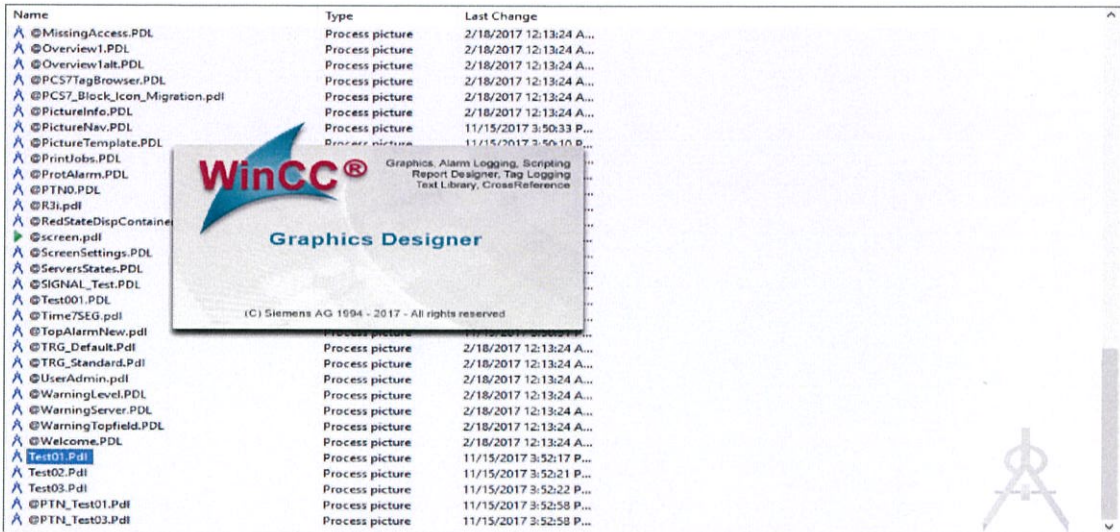 Name Type Last Change
@MissingAccess.PDL Process picture 2/18/2017 12:13:24 A...
@Overview1.PDL Process picture 2/18/2017 12:13:24 A...
@Overview1alt.PDL Process picture 2/18/2017 12:13:24 A...
@PCS7TagBrowser.PDL Process picture 2/18/2017 12:13:24 A...
@PCS7_Block_Icon_Migration.pdl Process picture 2/18/2017 12:13:24 A...
@PictureInfo.PDL Process picture 2/18/2017 12:13:24 A...
@PictureNav.PDL Process picture 11/15/2017 3:50:33 P...
@PictureTemplate.PDL Process picture 11/15/2017 3:50:10 P...
@PrintJobs.PDL
@ProtAlarm.PDL
@PTN0.PDL
@R3i.pdl
@RedStateDispContaine
@screen.pdl
@ScreenSettings.PDL
@ServersStates.PDL
@SIGNAL_Test.PDL
@Test001.PDL
@Time7SEG.pdl
@TopAlarmNew.pdl
@TRG_Default.Pdl Process picture 2/18/2017 12:13:24 A...
@TRG_Standard.Pdl Process picture 2/18/2017 12:13:24 A...
@UserAdmin.pdl Process picture 2/18/2017 12:13:24 A...
@WarningLevel.PDL Process picture 2/18/2017 12:13:24 A...
@WarningServer.PDL Process picture 2/18/2017 12:13:24 A...
@WarningTopfield.PDL Process picture 2/18/2017 12:13:24 A...
@Welcome.PDL Process picture 2/18/2017 12:13:24 A...
Test01.Pdl Process picture 11/15/2017 3:52:17 P...
Test02.Pdl Process picture 11/15/2017 3:52:21 P...
Test03.Pdl Process picture 11/15/2017 3:52:22 P...
@PTN_Test01.Pdl Process picture 11/15/2017 3:52:58 P...
@PTN_Test03.Pdl Process picture 11/15/2017 3:52:58 P...
WinCC®
Graphics, Alarm Logging, Scripting
Report Designer, Tag Logging
Text Library, CrossReference
Graphics Designer
(C) Siemens AG 1994 - 2017 - All rights reserved